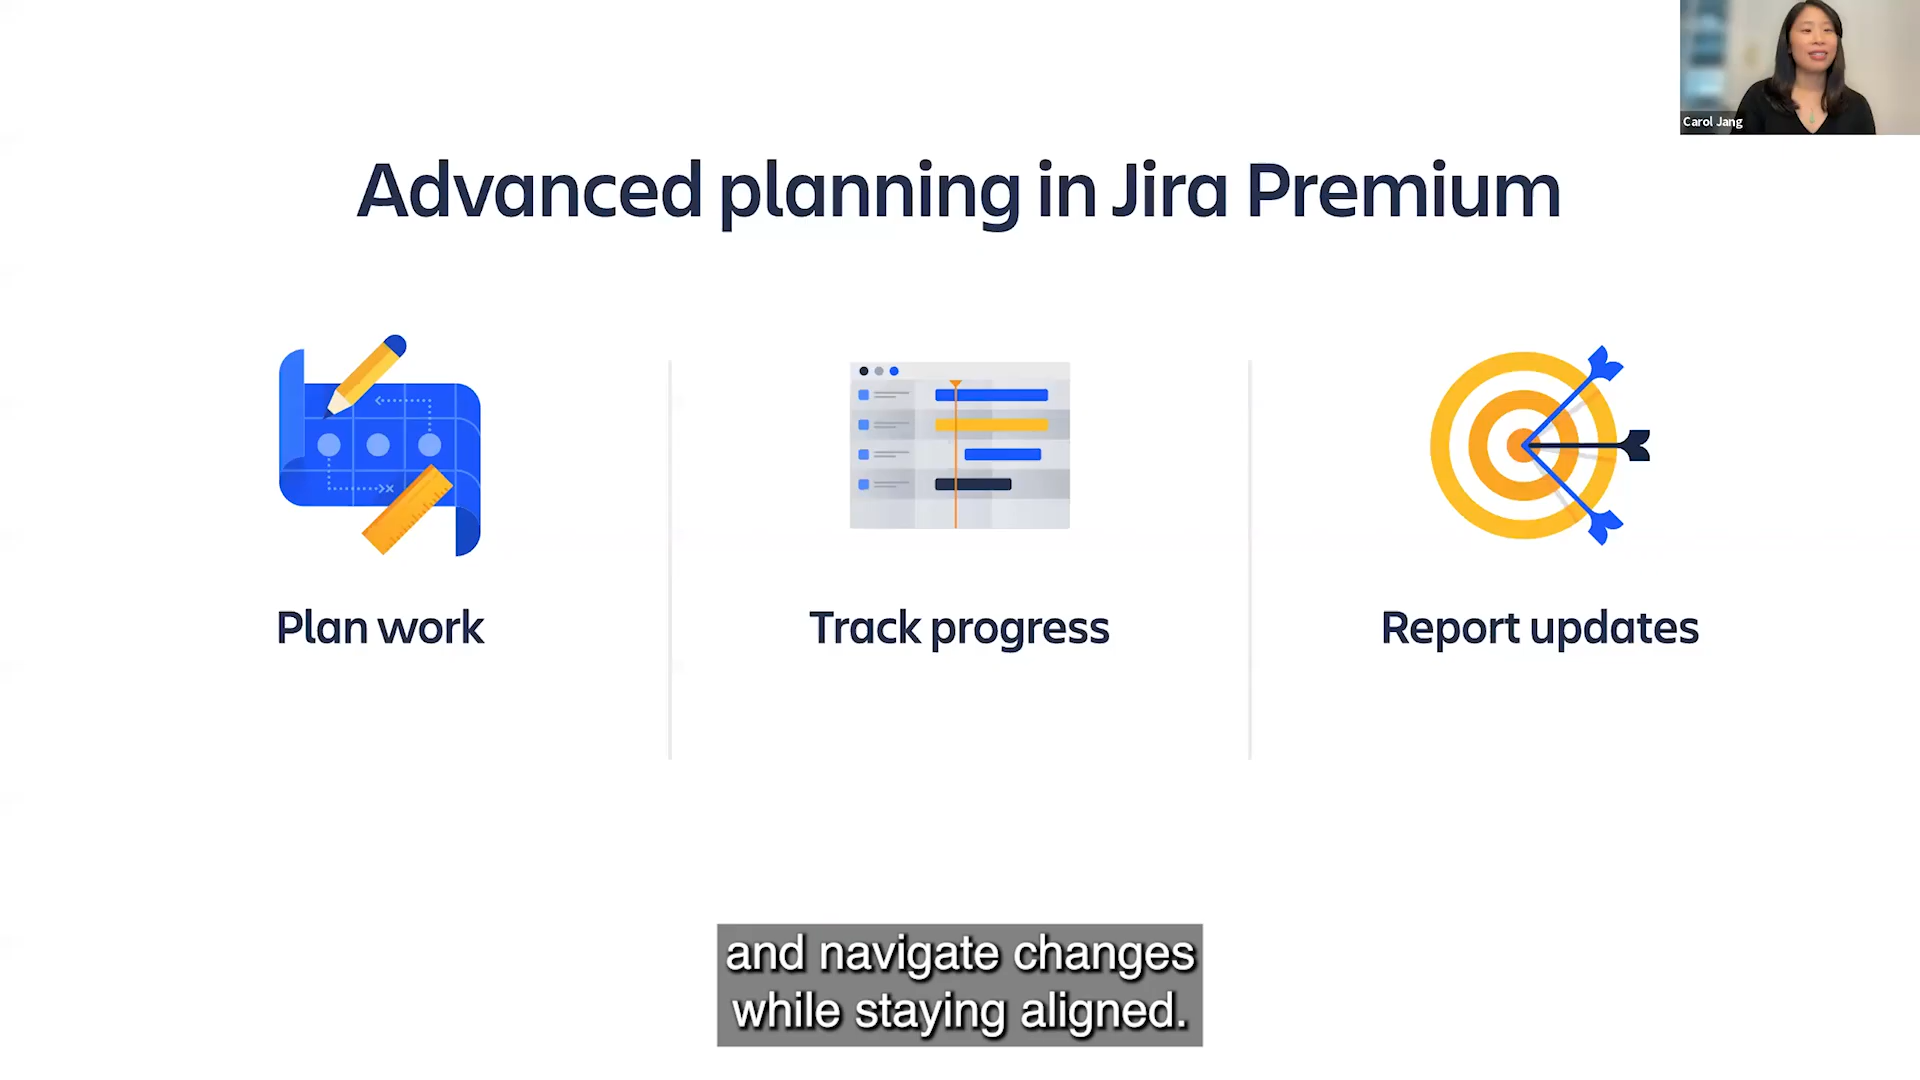 Carol Jang
Advanced planning in Jira Premium
Plan work
Track progress
Report updates
and navigate changes
while staying aligned.